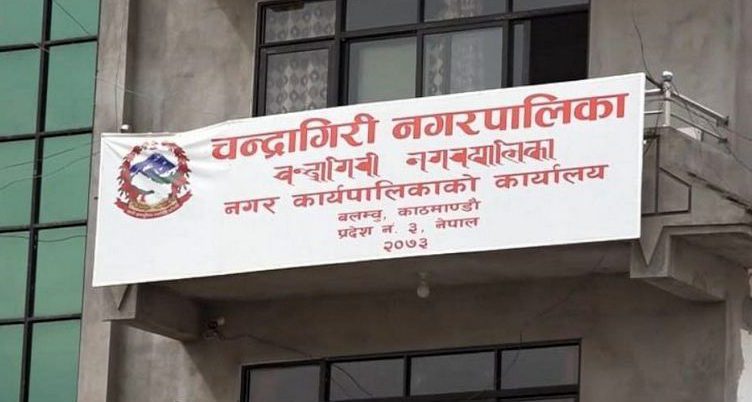 चन्द्रागिरी नगरपालिका
नगर कार्यपालिकाको कार्यालय
बलम्बु, काठमाण्डौ
प्रदेश नं. ३, नेपाल
२०७३